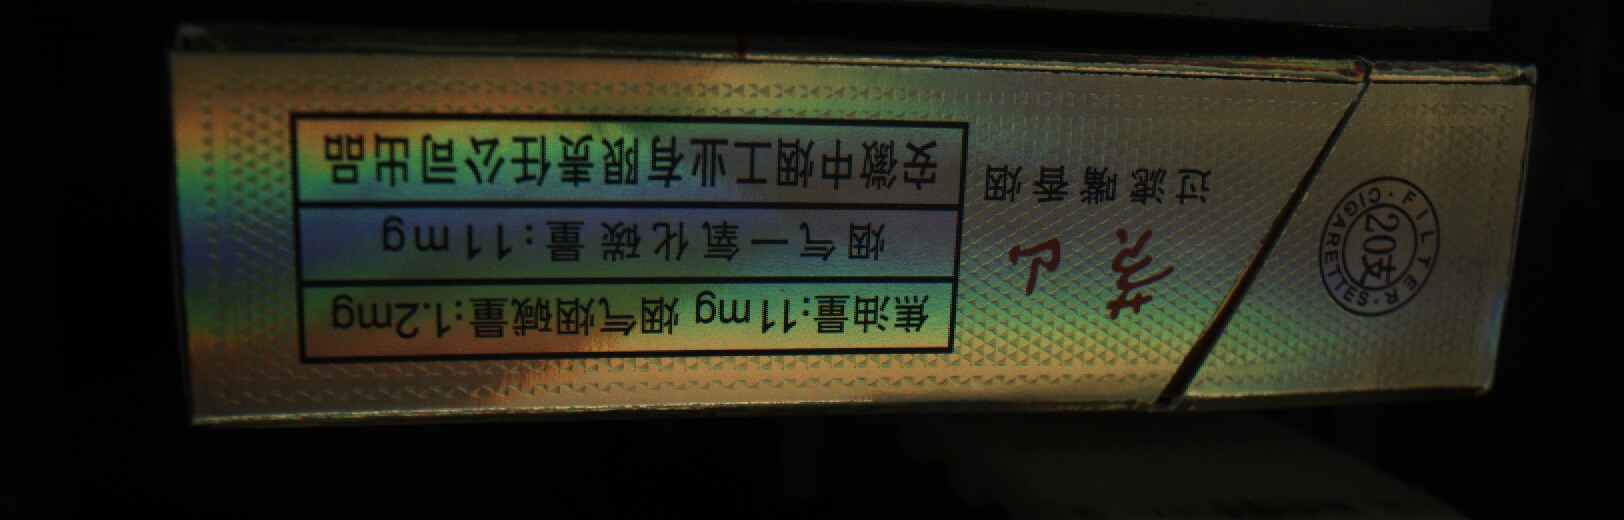 FILTER·CIGARETTES·
20支
黄山
过滤嘴香烟
焦油量:11mg 烟气烟碱量:1.2mg
烟气一氧化碳量:11mg
安徽中烟工业有限责任公司出品